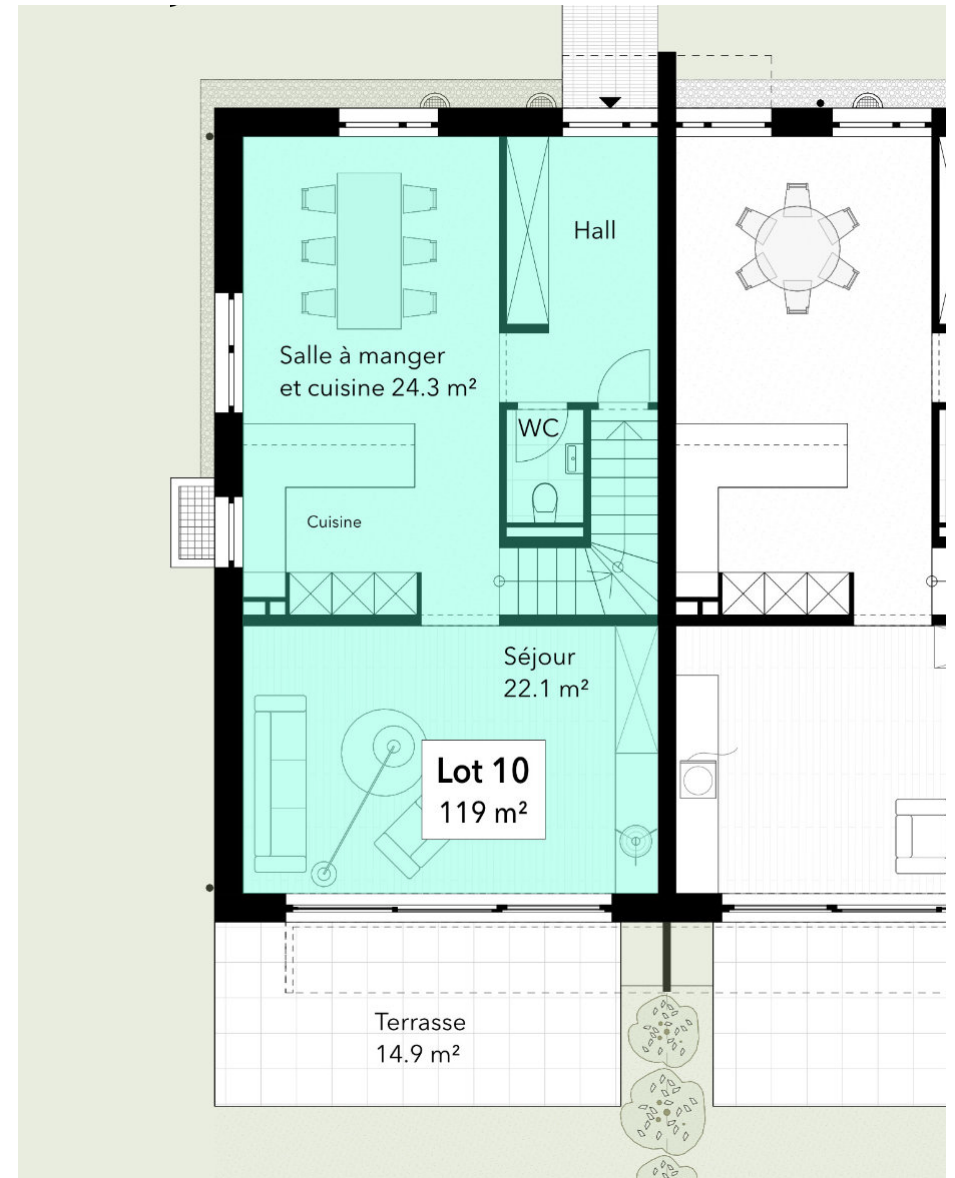 Hall
Salle à manger
et cuisine 24.3 m²
WC
Cuisine
Séjour
22.1 m²
Lot 10
119 m²
Terrasse
14.9 m²